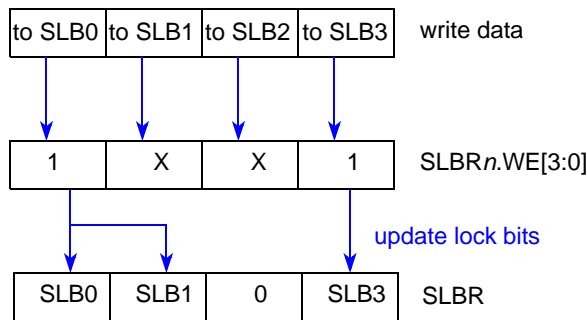 to SLB0 to SLB1 to SLB2 to SLB3 write data
1 X X 1 SLBRn.WE[3:0]
update lock bits
SLB0 SLB1 0 SLB3 SLBR